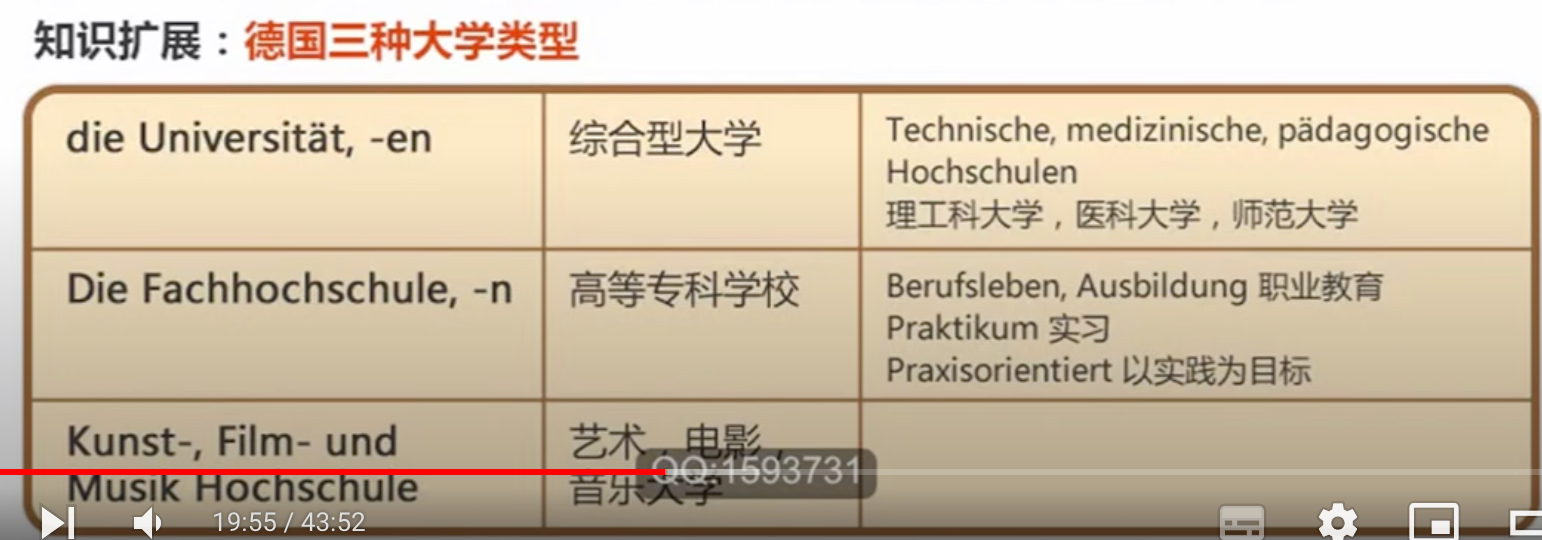 知识扩展：德国三种大学类型
die Universität, -en
综合型大学
Technische, medizinische, pädagogische
Hochschulen
理工科大学，医科大学，师范大学
Die Fachhochschule, -n
高等专科学校
Berufsleben, Ausbildung 职业教育
Praktikum 实习
Praxisorientiert 以实践为目标
Kunst-, Film- und
Musik Hochschule
艺术，电影，
音乐大学
QQ:1593731
19:55 / 43:52